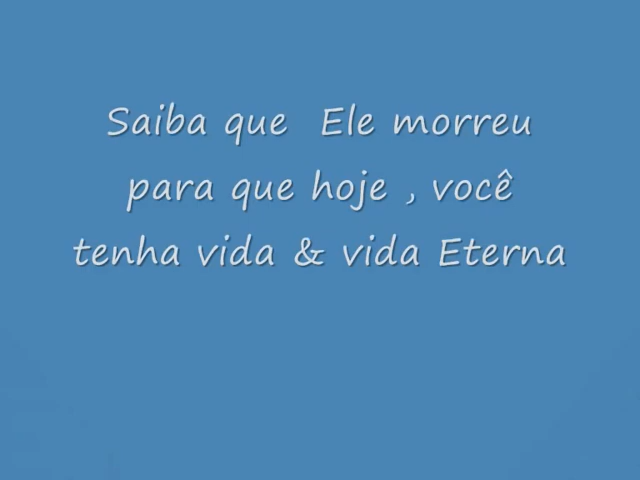 Saiba que  Ele morreu
para que hoje , você
tenha vida & vida Eterna